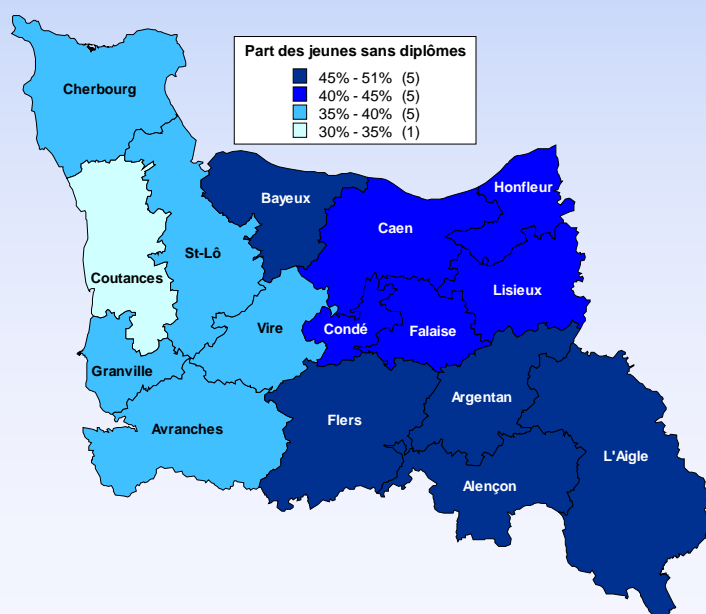 Part des jeunes sans diplômes
45% - 51% (5)
40% - 45% (5)
35% - 40% (5)
30% - 35% (1)
Cherbourg
Bayeux
Honfleur
Caen
St-Lô
Coutances
Lisieux
Vire
Condé
Falaise
Granville
Argentan
Flers
Avranches
L'Aigle
Alençon